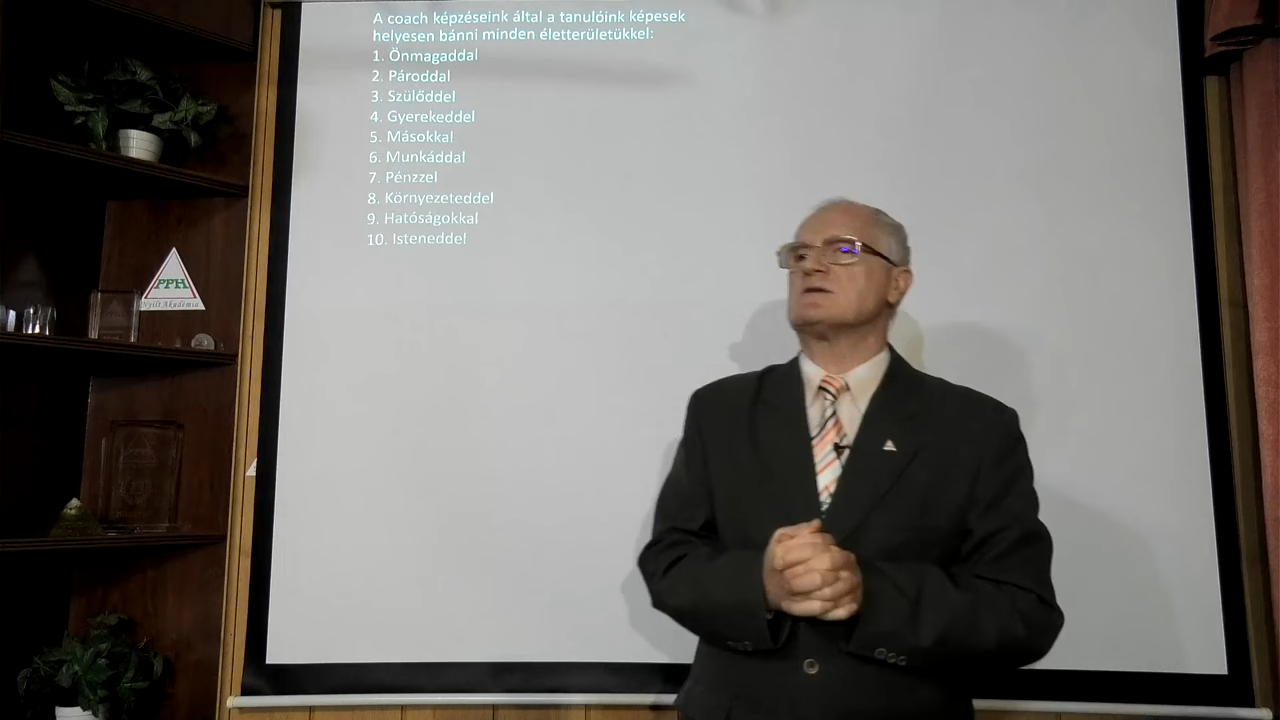 A coach képzéseink által a tanulóink képesek
helyesen bánni minden életterületükkel:
1. Önmagaddal
2. Pároddal
3. Szülőddel
4. Gyerekeddel
5. Másokkal
6. Munkáddal
7. Pénzzel
8. Környezeteddel
9. Hatóságokkal
10. Isteneddel
PPH
Nyílt Akadémia